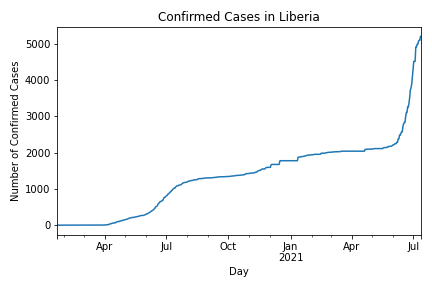 Confirmed Cases in Liberia
Number of Confirmed Cases
5000
4000
3000
2000
1000
0
Apr Jul Oct Jan Apr Jul
2021
Day